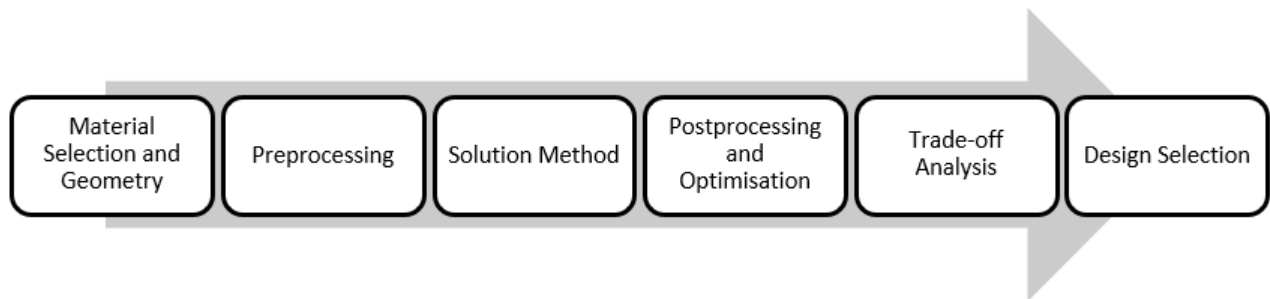 Material
Selection and
Geometry
Preprocessing
Solution Method
Postprocessing
and
Optimisation
Trade-off
Analysis
Design Selection